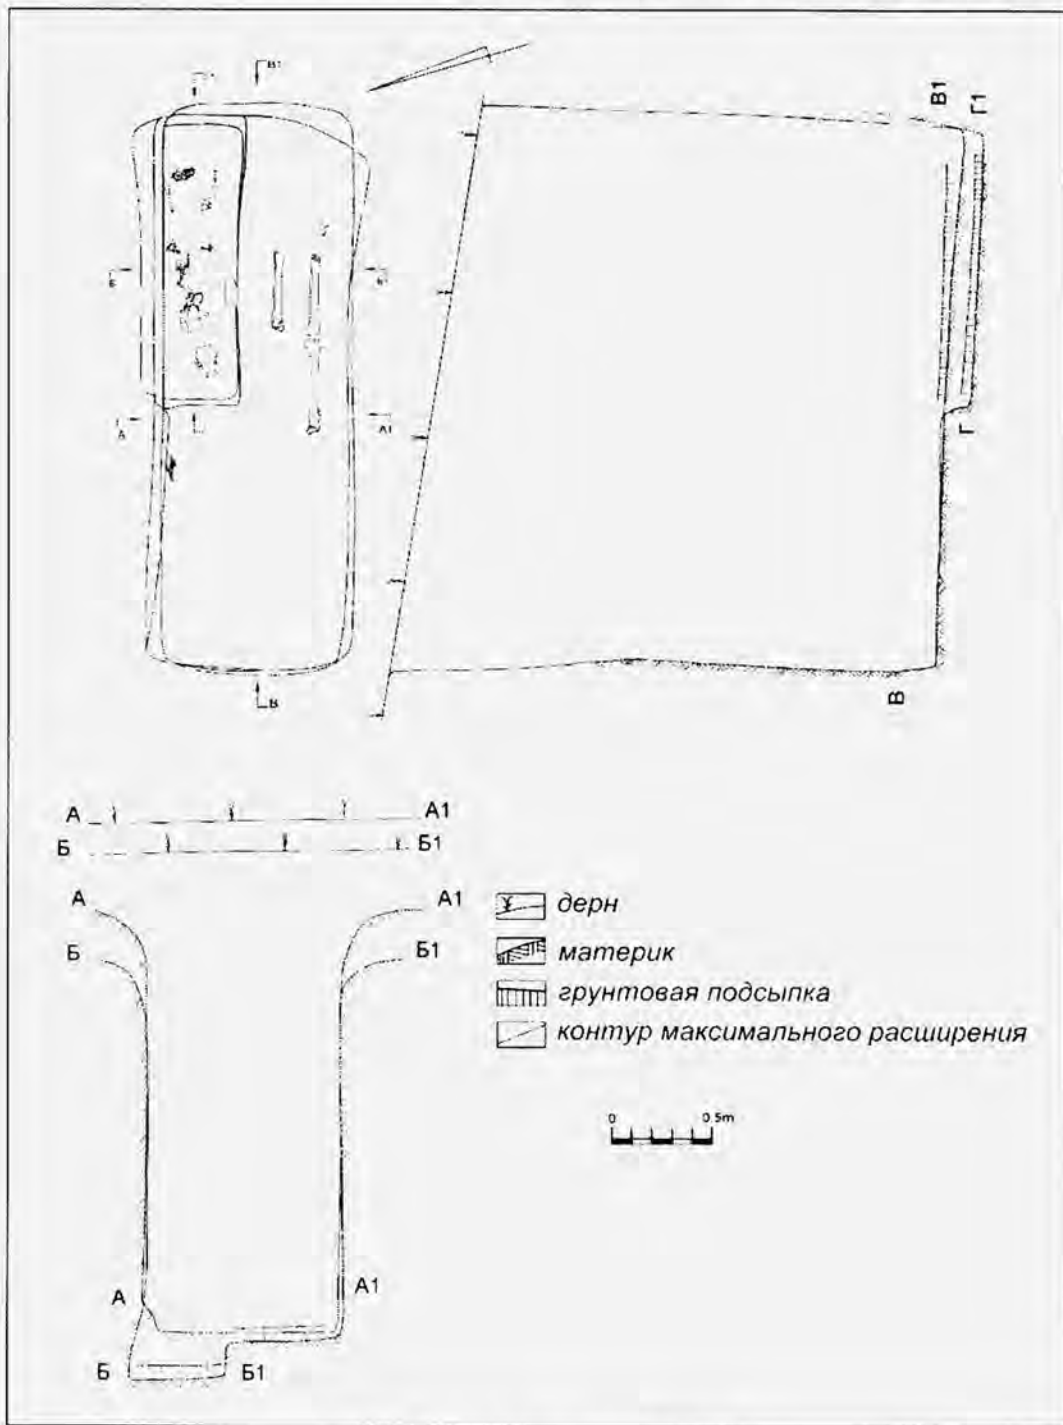 В1
В1
Г1
А
А1
Г
В
В
А
А1
Б
Б1
А
А1
Б
Б1
дерн
материк
грунтовая подсыпка
контур максимального расширения
0 0.5m
А
А1
Б
Б1